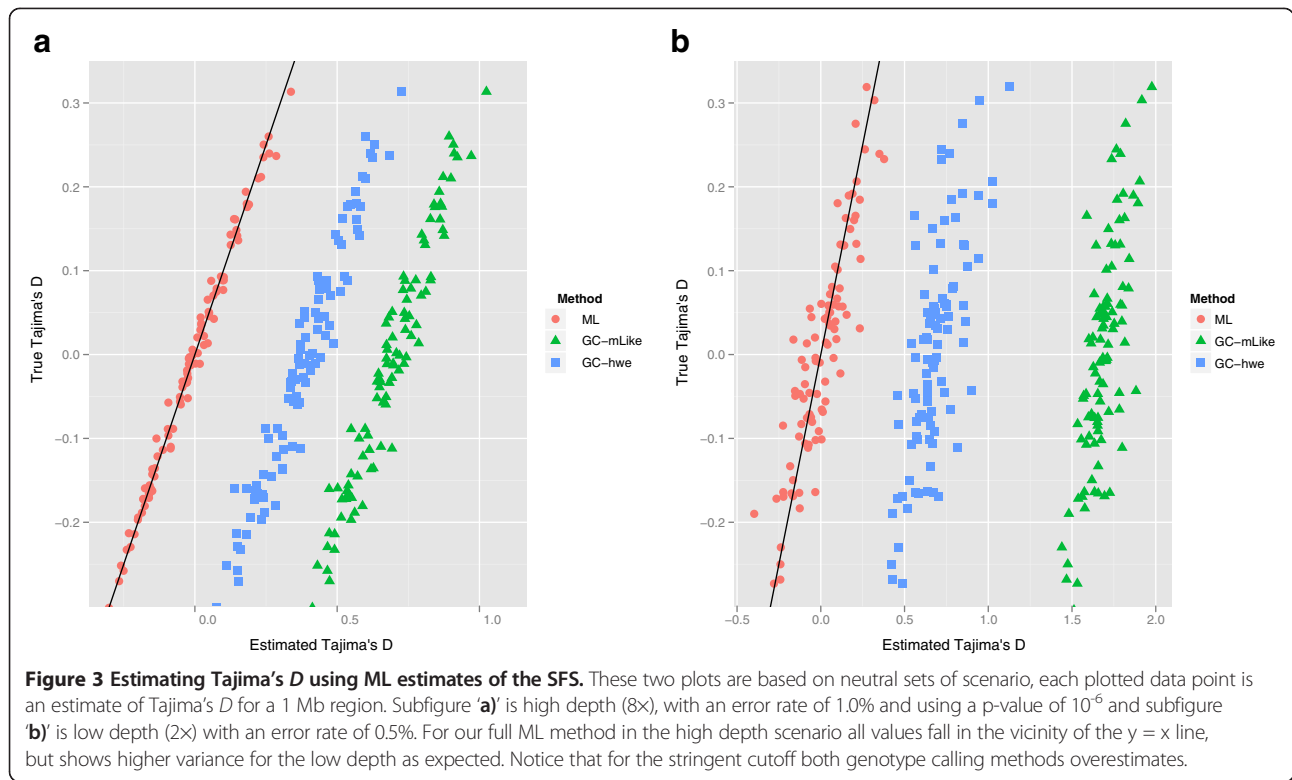 a
0.3
0.2
0.1
0.0
−0.1
−0.2
True Tajima's D
0.0
0.5
1.0
Estimated Tajima's D
Method
ML
GC−mLike
GC−hwe
b
0.3
0.2
0.1
0.0
−0.1
−0.2
True Tajima's D
−0.5
0.0
0.5
1.0
1.5
2.0
Estimated Tajima's D
Method
ML
GC−mLike
GC−hwe
Figure 3 Estimating Tajima's D using ML estimates of the SFS. These two plots are based on neutral sets of scenario, each plotted data point is
an estimate of Tajima's D for a 1 Mb region. Subfigure 'a)' is high depth (8×), with an error rate of 1.0% and using a p-value of 10⁻⁶ and subfigure
'b)' is low depth (2×) with an error rate of 0.5%. For our full ML method in the high depth scenario all values fall in the vicinity of the y = x line,
but shows higher variance for the low depth as expected. Notice that for the stringent cutoff both genotype calling methods overestimates.